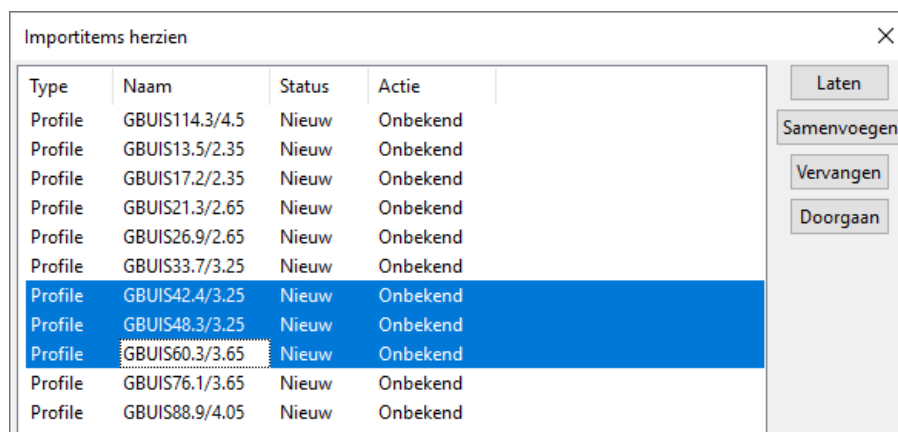 Importitems herzien
Type Naam Status Actie
Profile GBUIS114.3/4.5 Nieuw Onbekend
Profile GBUIS13.5/2.35 Nieuw Onbekend
Profile GBUIS17.2/2.35 Nieuw Onbekend
Profile GBUIS21.3/2.65 Nieuw Onbekend
Profile GBUIS26.9/2.65 Nieuw Onbekend
Profile GBUIS33.7/3.25 Nieuw Onbekend
Profile GBUIS42.4/3.25 Nieuw Onbekend
Profile GBUIS48.3/3.25 Nieuw Onbekend
Profile GBUIS60.3/3.65 Nieuw Onbekend
Profile GBUIS76.1/3.65 Nieuw Onbekend
Profile GBUIS88.9/4.05 Nieuw Onbekend
Laten
Samenvoegen
Vervangen
Doorgaan